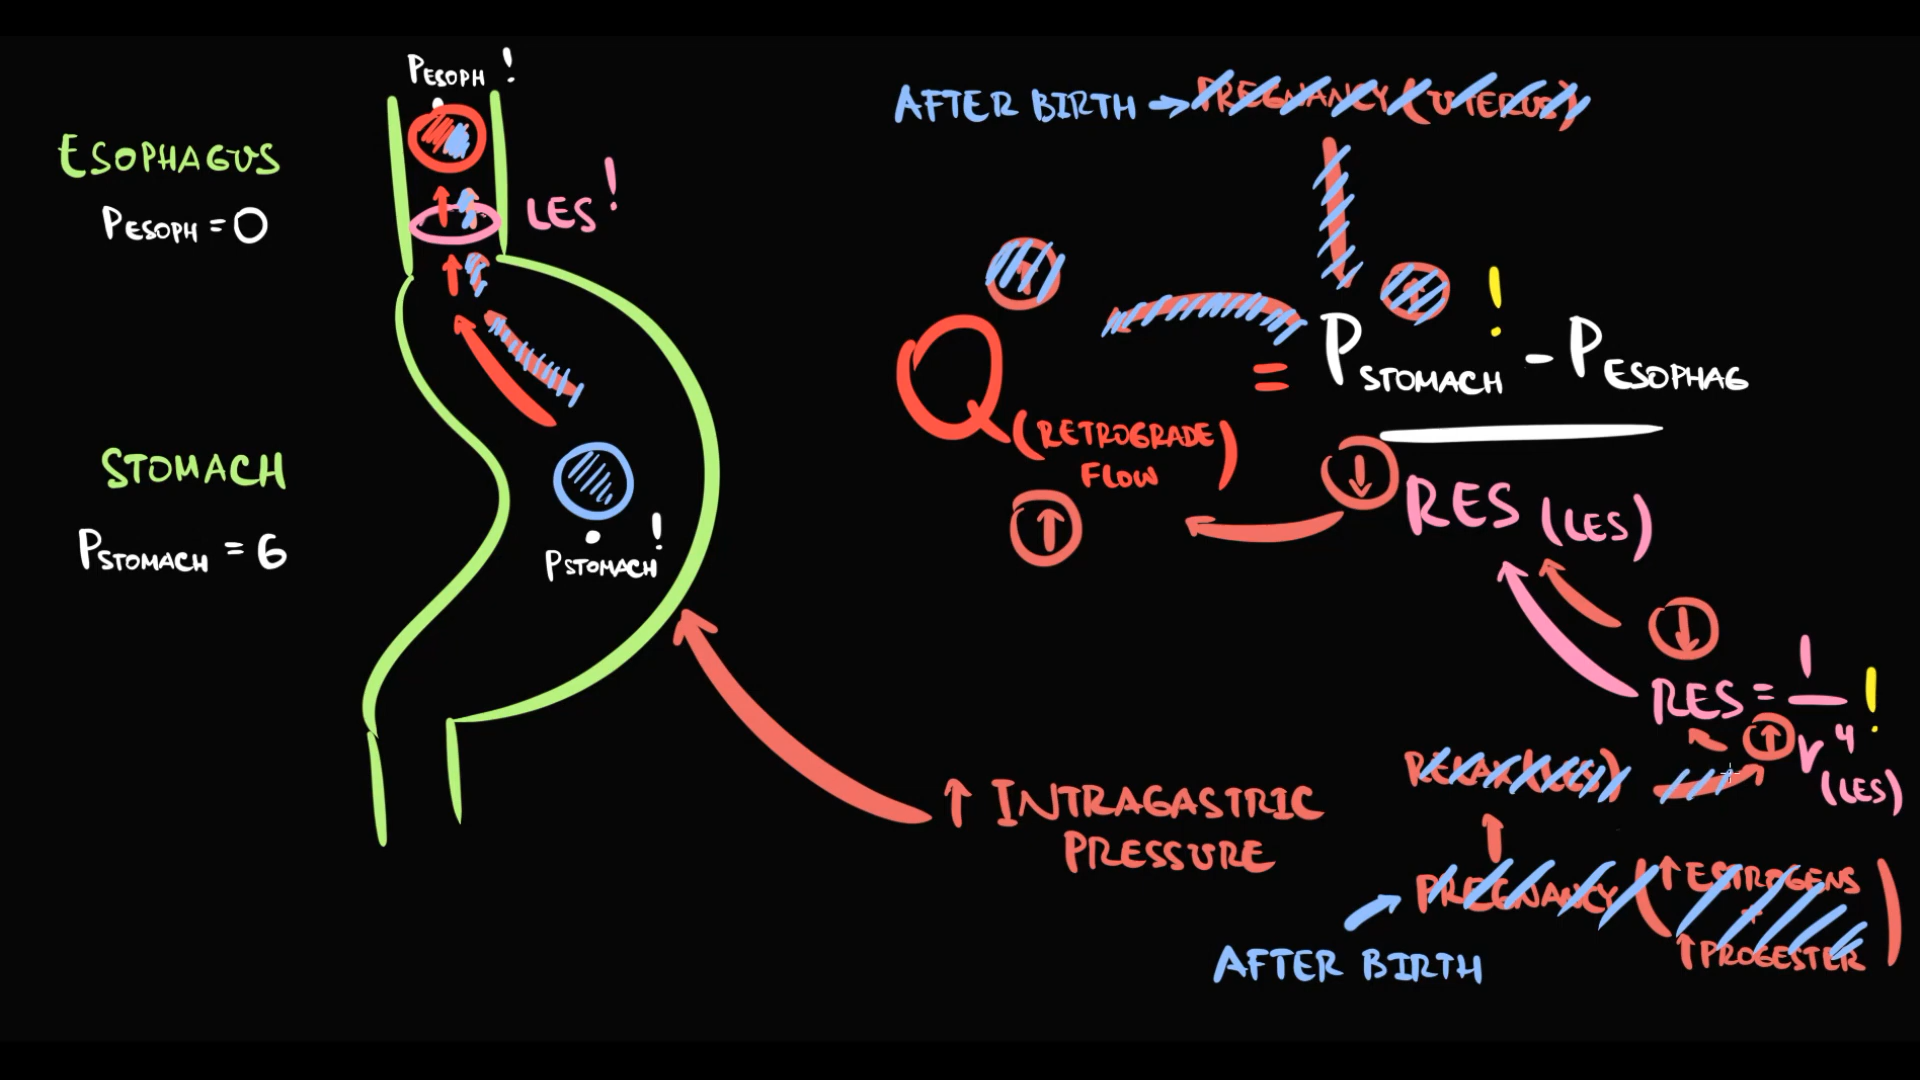 PESOPH !
ESOPHAGUS
PESOPH = 0
LES !
STOMACH
PSTOMACH = 6
PSTOMACH !
↑ INTRAGASTRIC
PRESSURE
AFTER BIRTH → PREGNANCY (UTERUS)
Q (RETROGRADE FLOW) = PSTOMACH ! - PESOPHAG
RES (LES)
RES = 1 / r4 (LES) !
RELAX (LES)
PREGNANCY ( ↑ ESTROGENS
+
↑ PROGESTER )
AFTER BIRTH